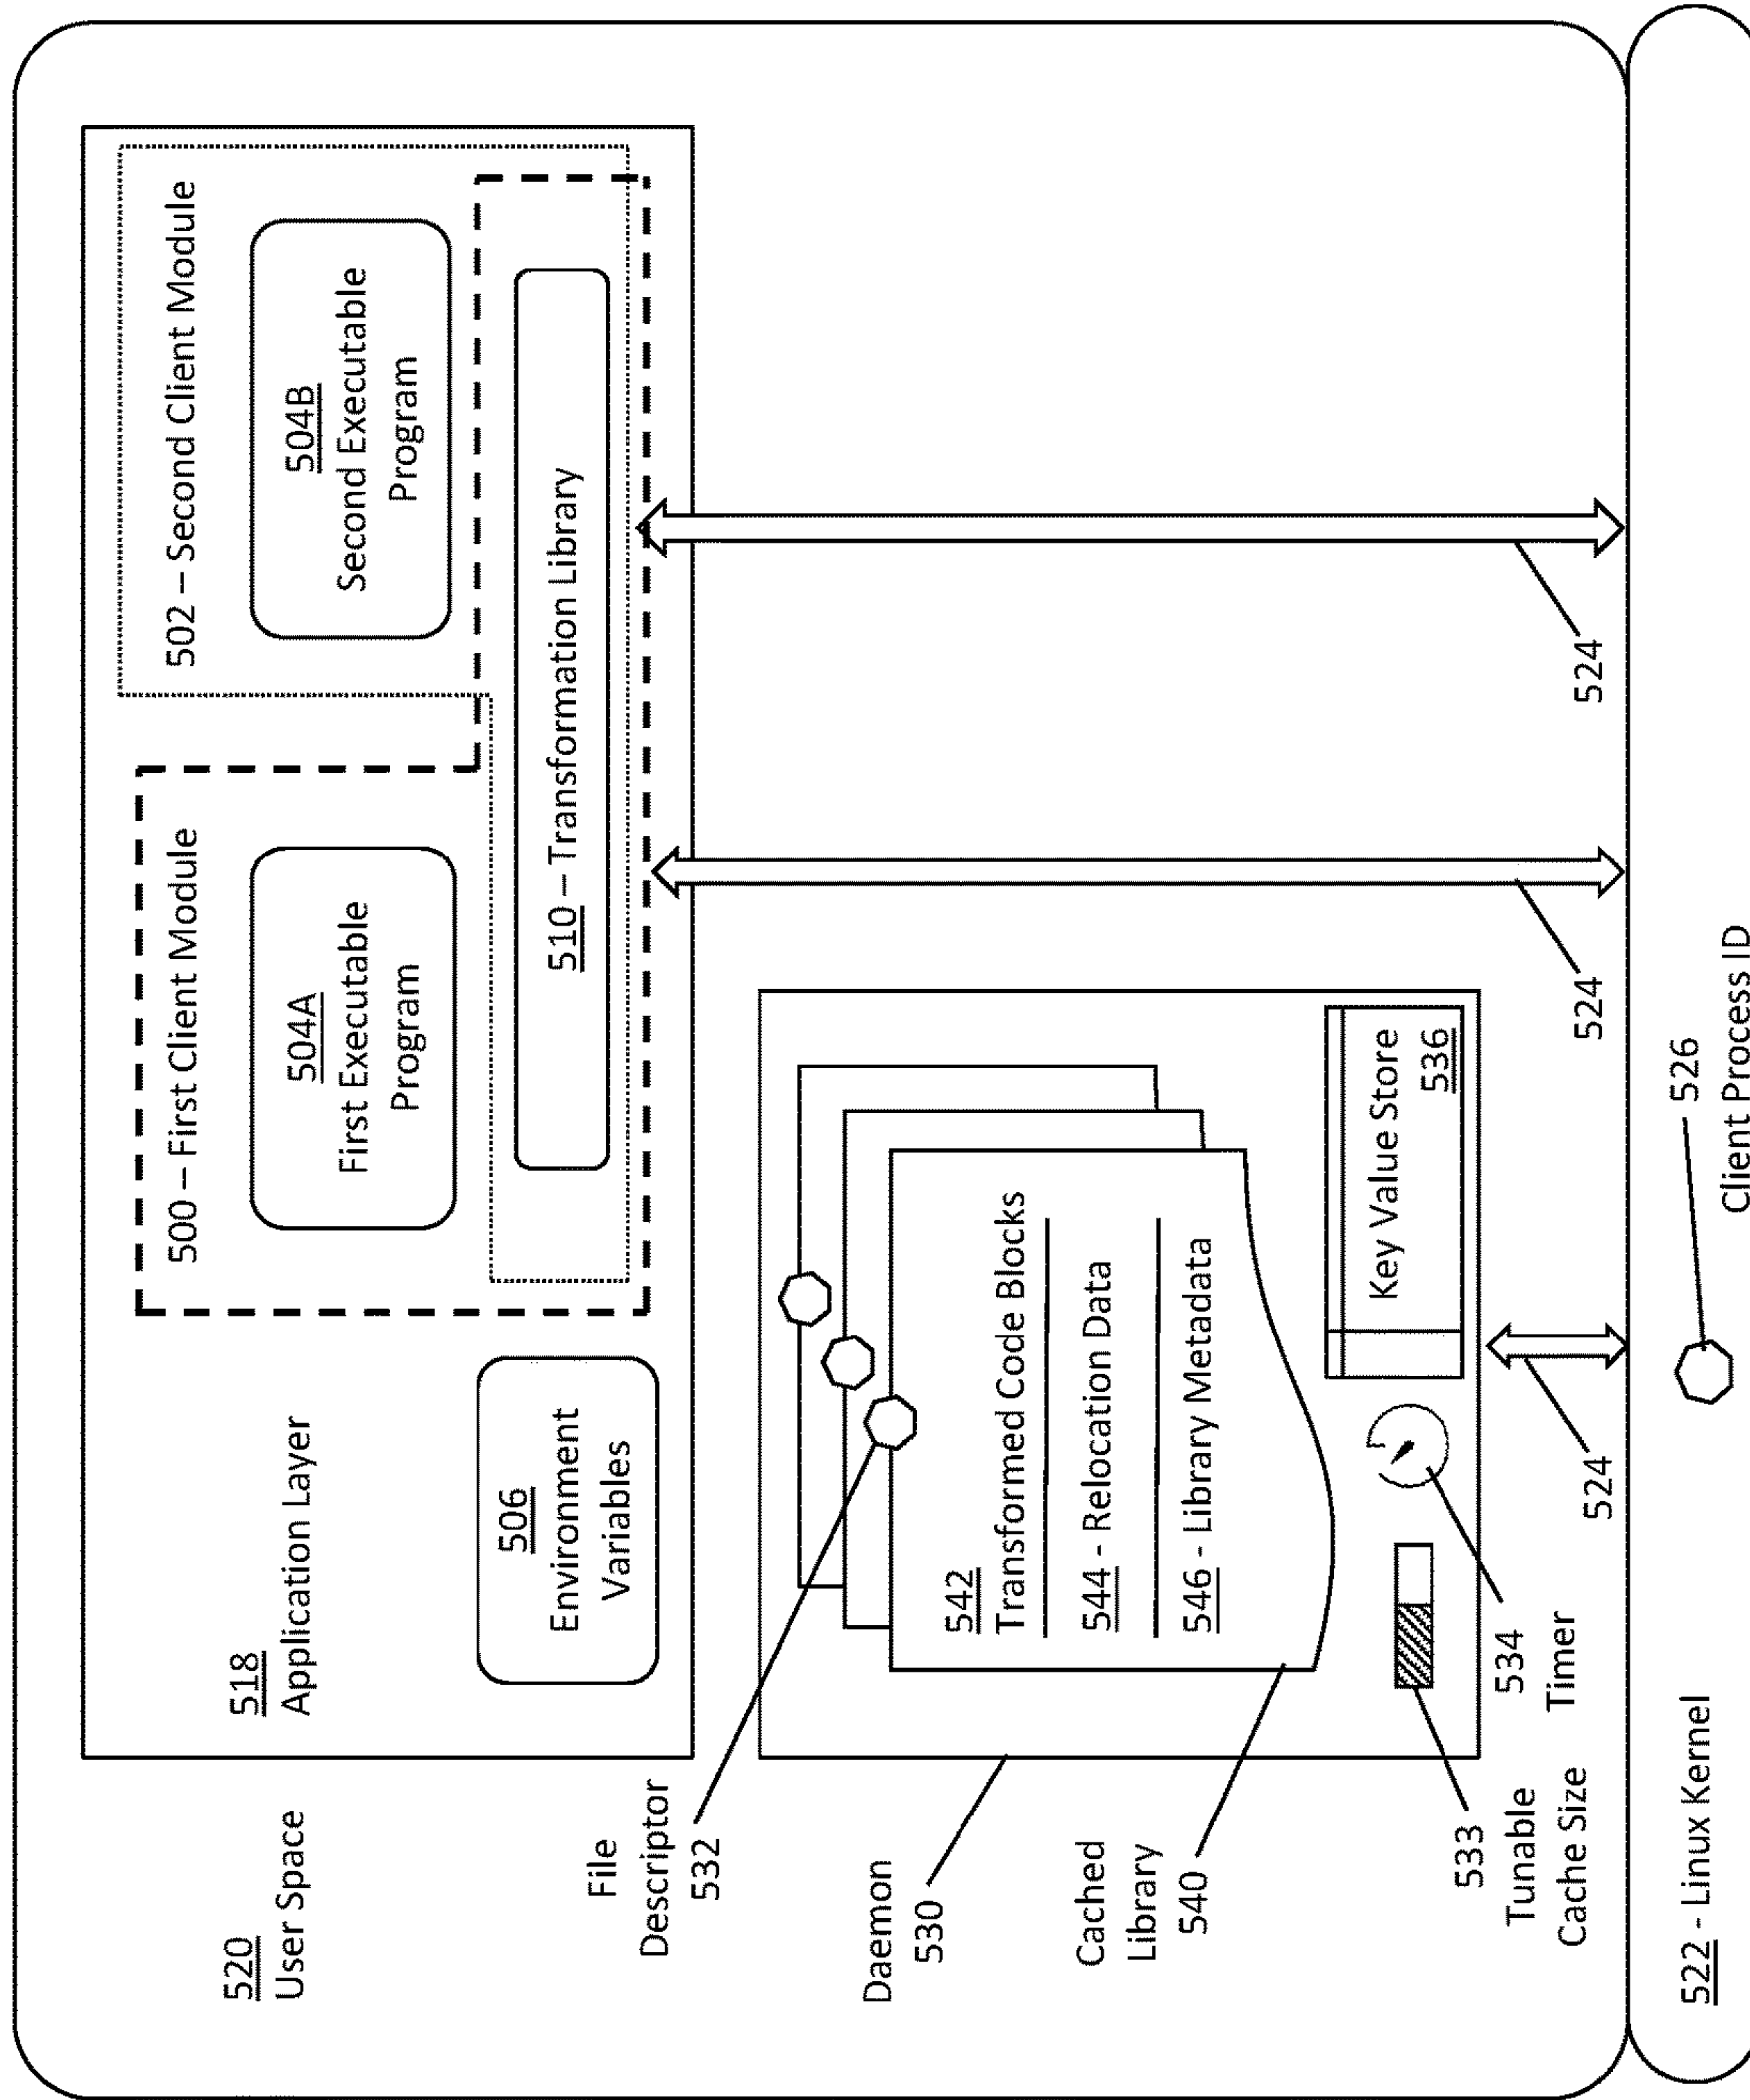 520
User Space
518
Application Layer
500 – First Client Module
502 – Second Client Module
504A
First Executable
Program
504B
Second Executable
Program
506
Environment
Variables
510 – Transformation Library
File
Descriptor
532
Daemon
530
Cached
Library
540
542
Transformed Code Blocks
544 - Relocation Data
546 - Library Metadata
Key Value Store
536
533
Tunable
Cache Size
534
Timer
524
524
524
522 - Linux Kernel
526
Client Process ID